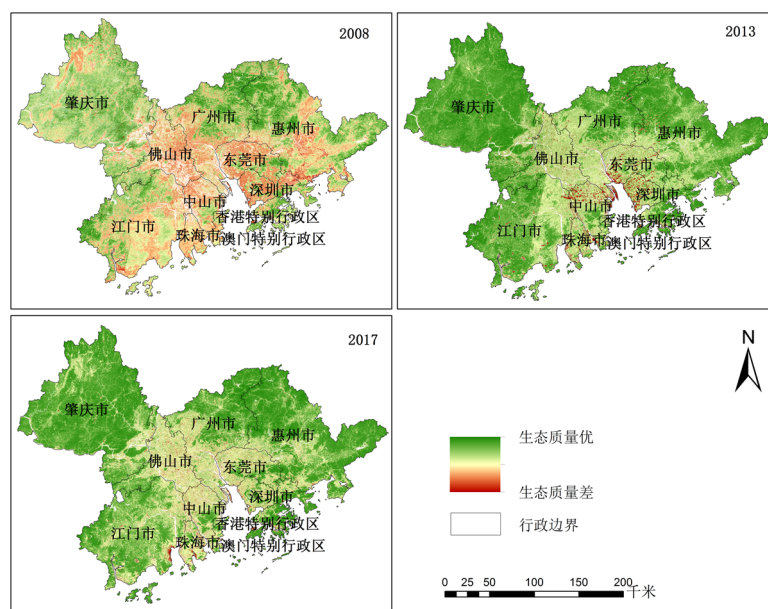 2008
肇庆市
广州市
惠州市
佛山市
东莞市
深圳市
中山市
江门市
香港特别行政区
珠海市
澳门特别行政区
2013
肇庆市
广州市
惠州市
佛山市
东莞市
深圳市
中山市
香港特别行政区
江门市
珠海市
澳门特别行政区
2017
肇庆市
广州市
惠州市
佛山市
东莞市
深圳市
中山市
香港特别行政区
江门市
珠海市
澳门特别行政区
N
生态质量优
生态质量差
行政边界
0 25 50 100 150 200
千米